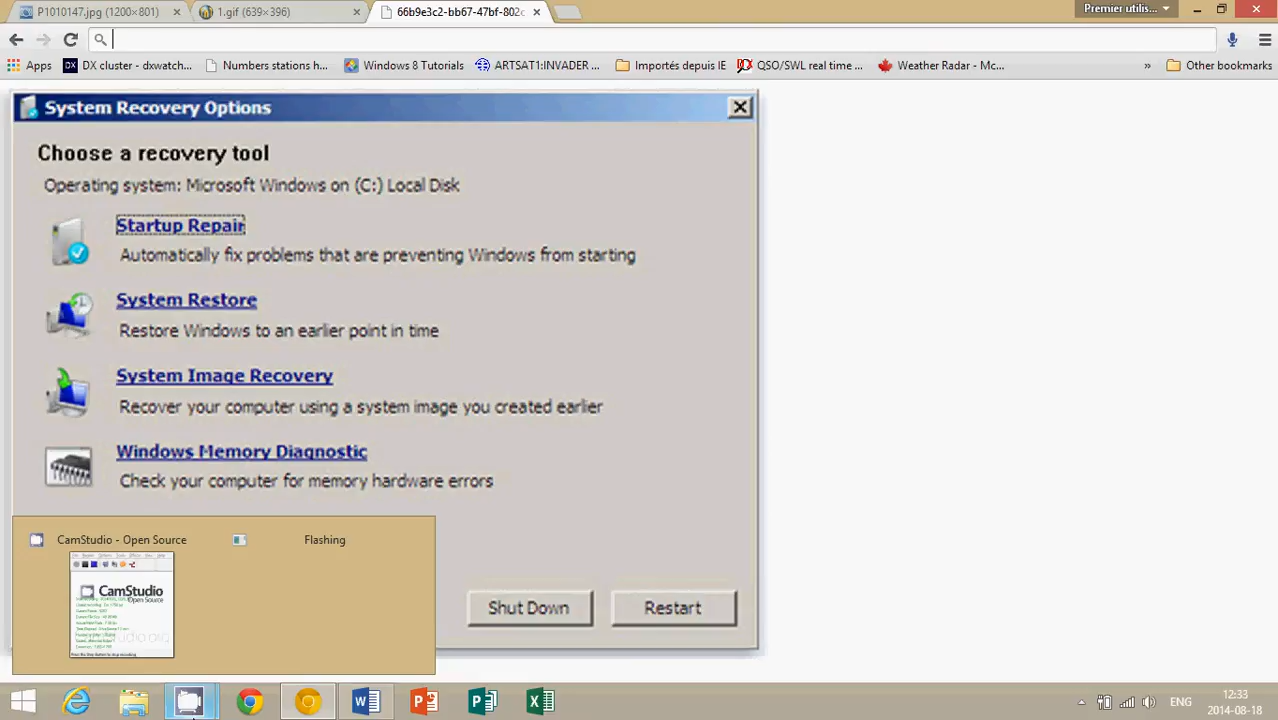 P1010147.jpg (1200×801)
1.gif (639×396)
66b9e3c2-bb67-47bf-802c
Premier utilis...
Apps
DX cluster - dxwatch...
Numbers stations h...
Windows 8 Tutorials
ARTSAT1:INVADER ...
Importés depuis IE
QSO/SWL real time ...
Weather Radar - Mc...
»
Other bookmarks
System Recovery Options
Choose a recovery tool
Operating system: Microsoft Windows on (C:) Local Disk
Startup Repair
Automatically fix problems that are preventing Windows from starting
System Restore
Restore Windows to an earlier point in time
System Image Recovery
Recover your computer using a system image you created earlier
Windows Memory Diagnostic
Check your computer for memory hardware errors
CamStudio - Open Source
Flashing
CamStudio
Open Source
Shut Down
Restart
ENG
12:33
2014-08-18